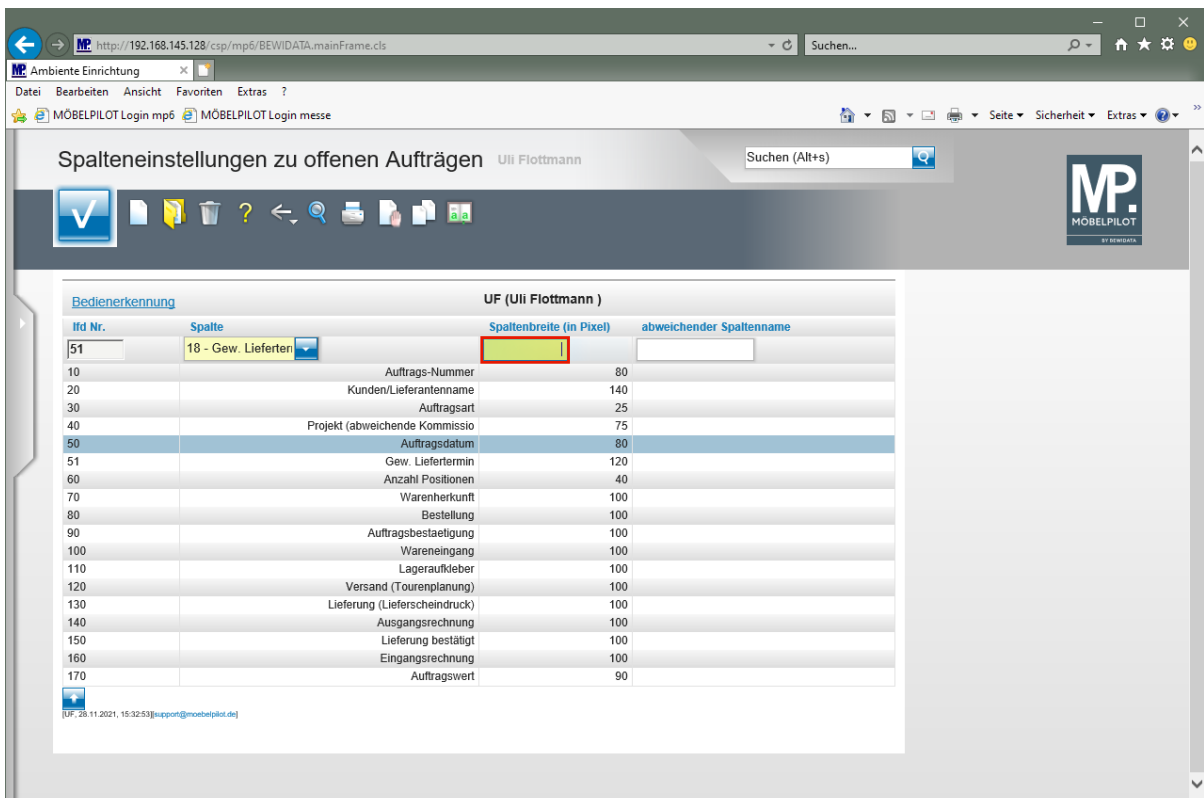 MP. http://192.168.145.128/csp/mp6/BEWIDATA.mainFrame.cls Suchen...
MP. Ambiente Einrichtung
Datei Bearbeiten Ansicht Favoriten Extras ?
MÖBELPILOT Login mp6 MÖBELPILOT Login messe Seite Sicherheit Extras
Spalteneinstellungen zu offenen Aufträgen Uli Flottmann Suchen (Alt+s)
MP.
MÖBELPILOT
BY BEWIDATA
Bedienerkennung UF (Uli Flottmann )
lfd Nr. Spalte Spaltenbreite (in Pixel) abweichender Spaltenname
51 18 - Gew. Lieferten
10 Auftrags-Nummer 80
20 Kunden/Lieferantenname 140
30 Auftragsart 25
40 Projekt (abweichende Kommissio 75
50 Auftragsdatum 80
51 Gew. Liefertermin 120
60 Anzahl Positionen 40
70 Warenherkunft 100
80 Bestellung 100
90 Auftragsbestaetigung 100
100 Wareneingang 100
110 Lageraufkleber 100
120 Versand (Tourenplanung) 100
130 Lieferung (Lieferscheindruck) 100
140 Ausgangsrechnung 100
150 Lieferung bestätigt 100
160 Eingangsrechnung 100
170 Auftragswert 90
[UF, 28.11.2021, 15:32:53][support@moebelpilot.de]